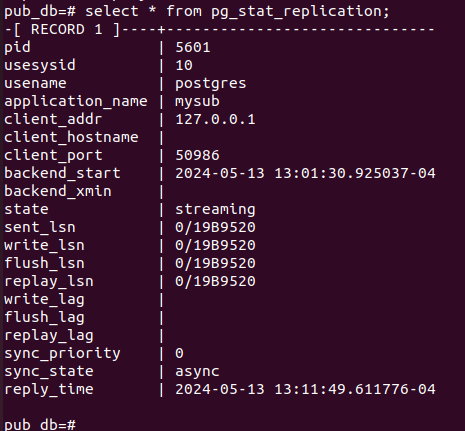 pub_db=# select * from pg_stat_replication;
-[ RECORD 1 ]----+------------------------------
pid              | 5601
usesysid         | 10
usename          | postgres
application_name | mysub
client_addr      | 127.0.0.1
client_hostname  |
client_port      | 50986
backend_start    | 2024-05-13 13:01:30.925037-04
backend_xmin     |
state            | streaming
sent_lsn         | 0/19B9520
write_lsn        | 0/19B9520
flush_lsn        | 0/19B9520
replay_lsn       | 0/19B9520
write_lag        |
flush_lag        |
replay_lag       |
sync_priority    | 0
sync_state       | async
reply_time       | 2024-05-13 13:11:49.611776-04
pub_db=#